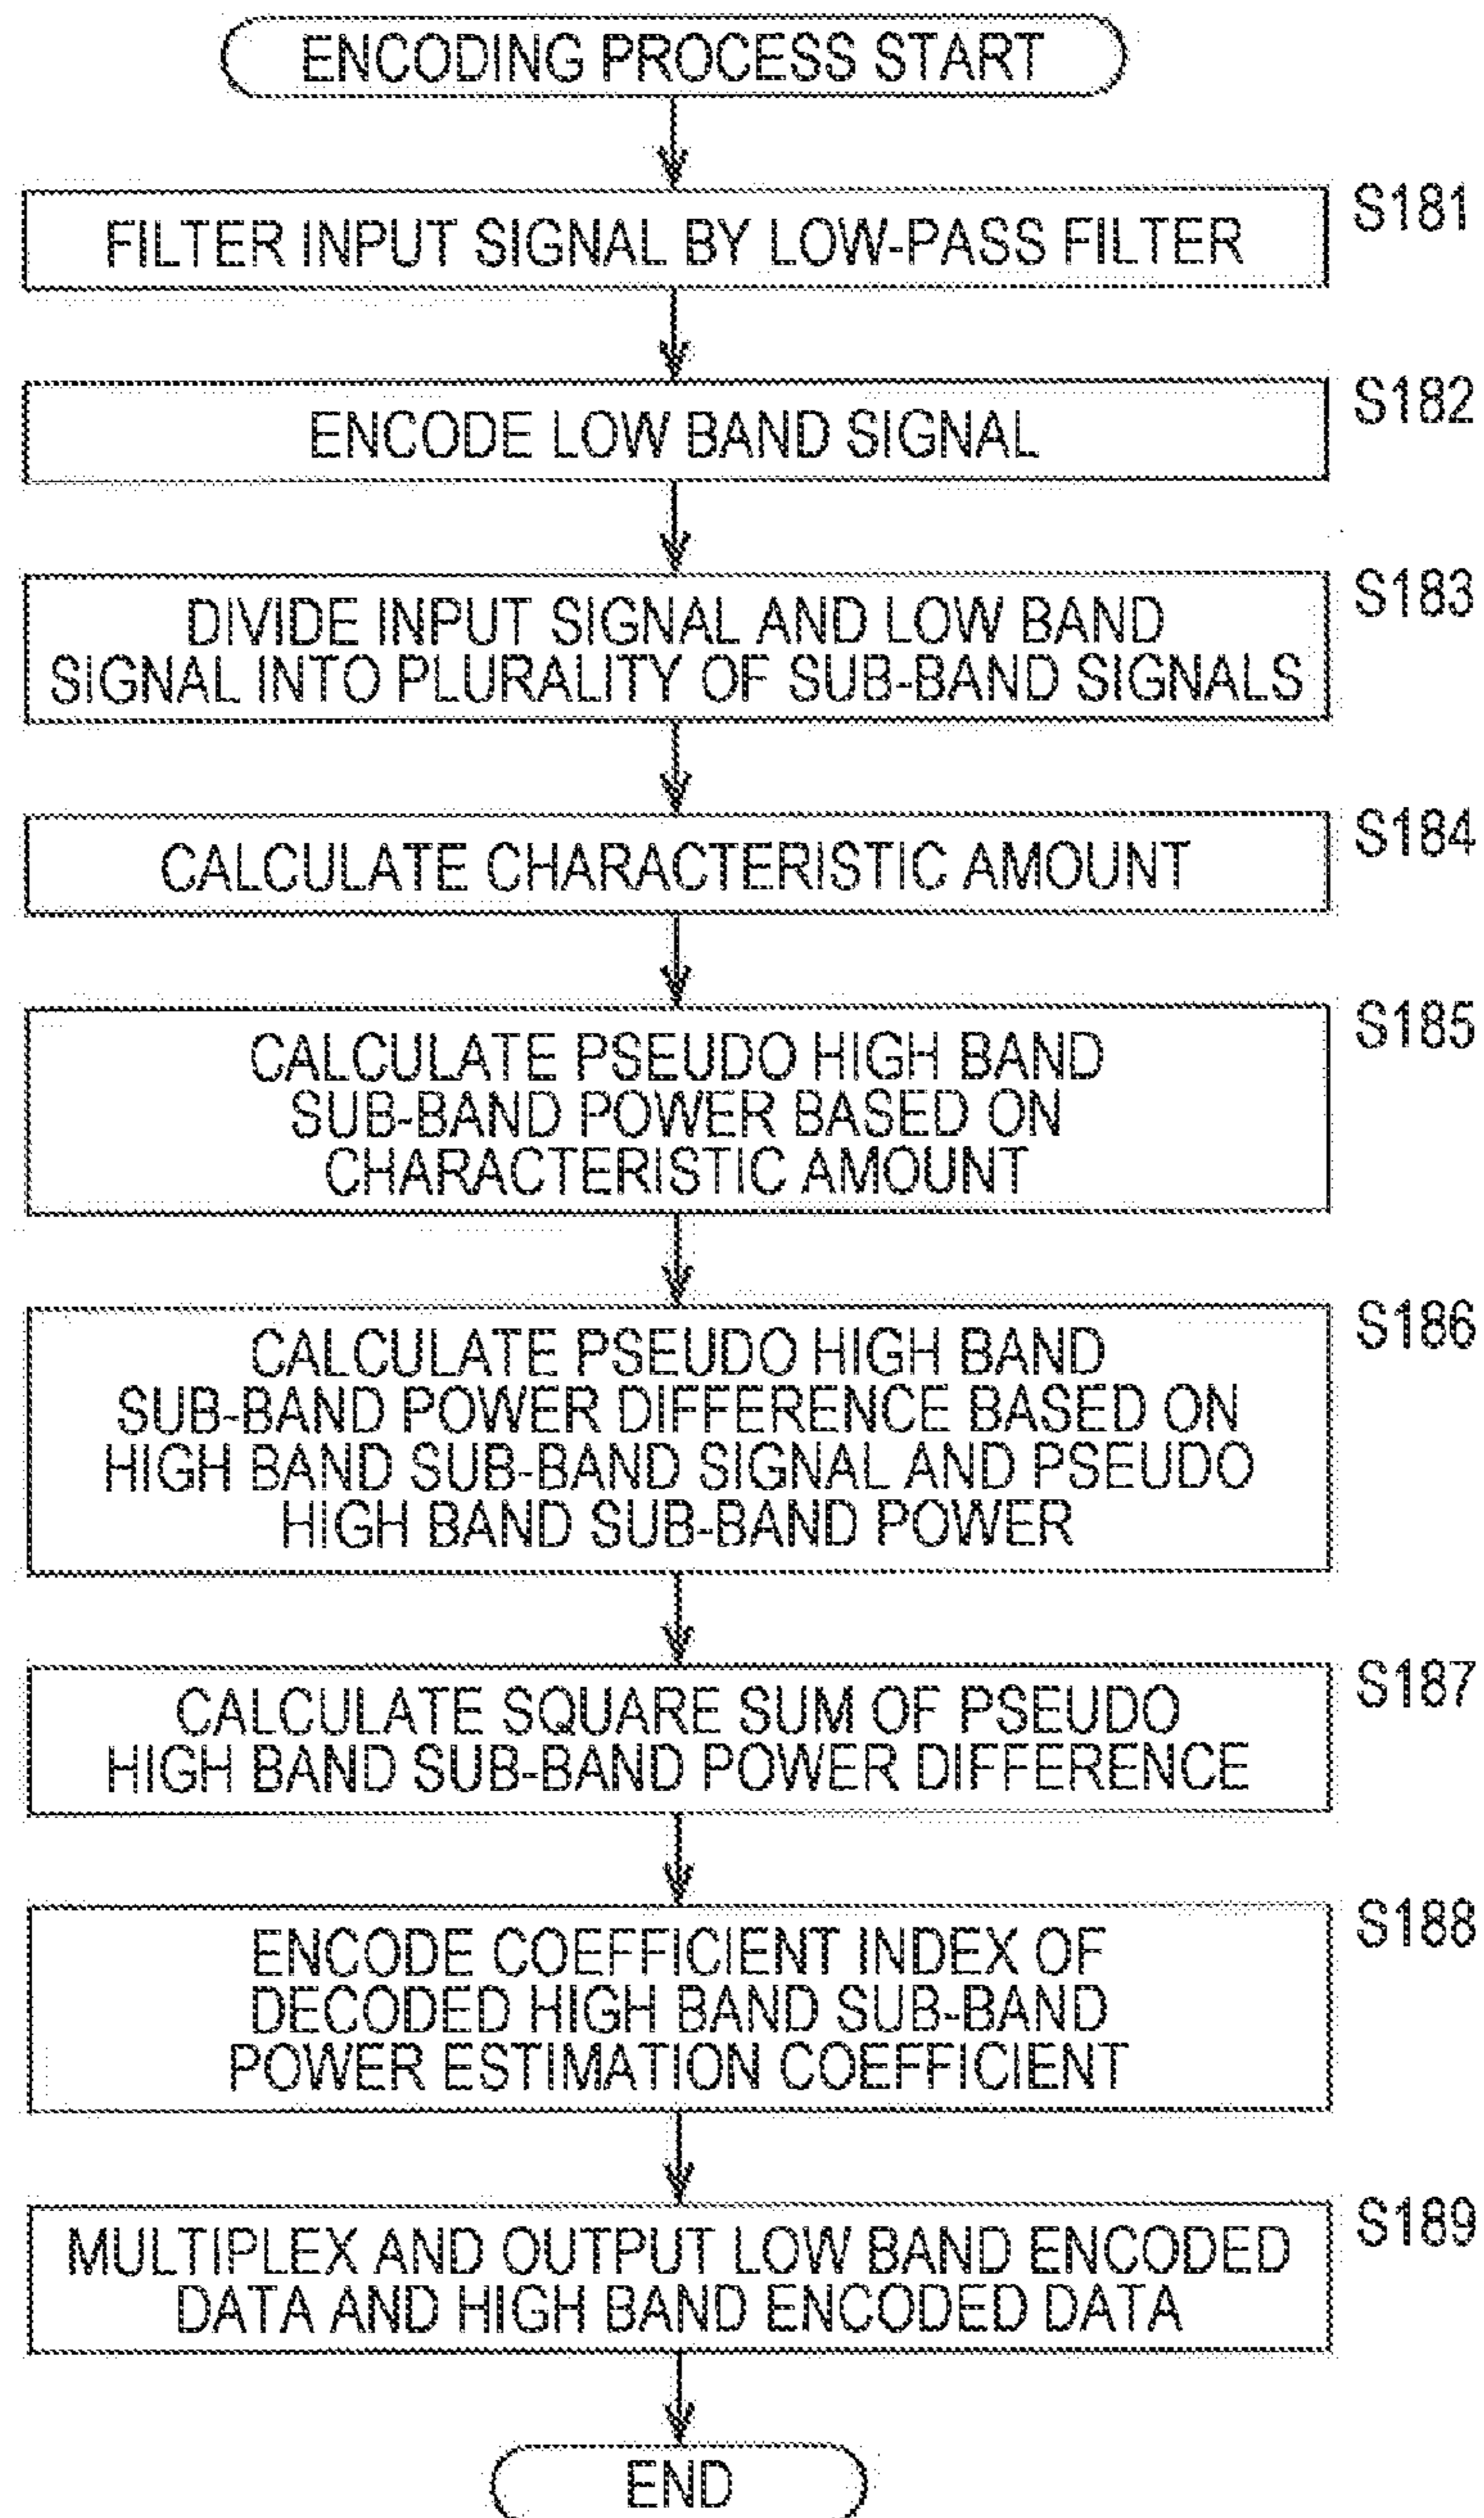 ENCODING PROCESS START
S181
FILTER INPUT SIGNAL BY LOW-PASS FILTER
S182
ENCODE LOW BAND SIGNAL
S183
DIVIDE INPUT SIGNAL AND LOW BAND
SIGNAL INTO PLURALITY OF SUB-BAND SIGNALS
S184
CALCULATE CHARACTERISTIC AMOUNT
S185
CALCULATE PSEUDO HIGH BAND
SUB-BAND POWER BASED ON
CHARACTERISTIC AMOUNT
S186
CALCULATE PSEUDO HIGH BAND
SUB-BAND POWER DIFFERENCE BASED ON
HIGH BAND SUB-BAND SIGNAL AND PSEUDO
HIGH BAND SUB-BAND POWER
S187
CALCULATE SQUARE SUM OF PSEUDO
HIGH BAND SUB-BAND POWER DIFFERENCE
S188
ENCODE COEFFICIENT INDEX OF
DECODED HIGH BAND SUB-BAND
POWER ESTIMATION COEFFICIENT
S189
MULTIPLEX AND OUTPUT LOW BAND ENCODED
DATA AND HIGH BAND ENCODED DATA
END